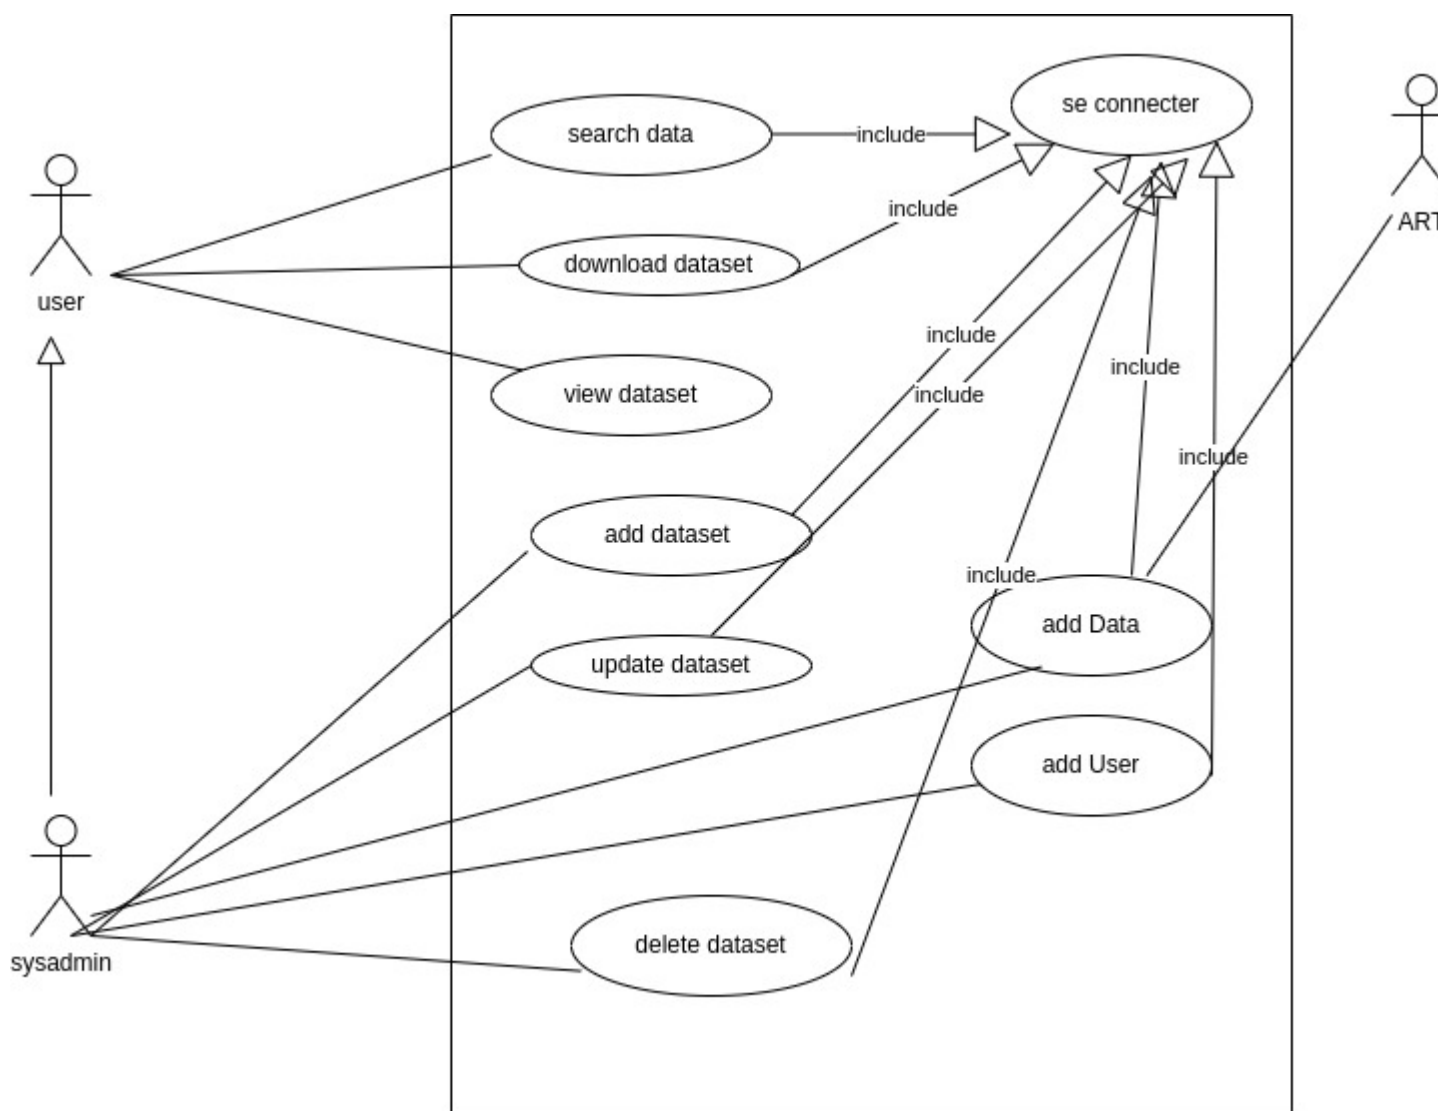 se connecter
search data
include
ART
include
download dataset
user
include
view dataset
include
include
include
add dataset
include
add Data
update dataset
add User
delete dataset
sysadmin